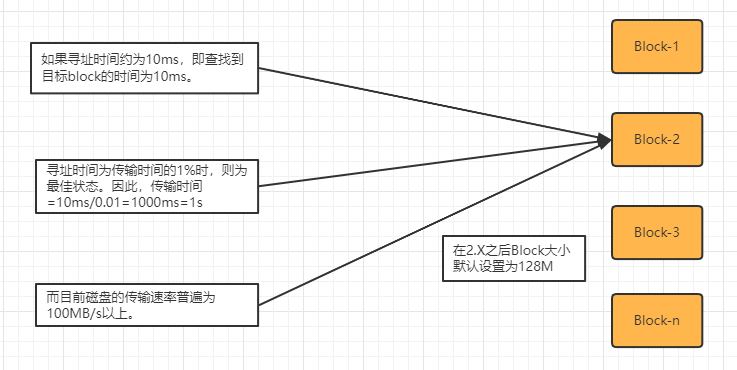 如果寻址时间约为10ms，即查找到
目标block的时间为10ms。
寻址时间为传输时间的1%时，则为
最佳状态。因此，传输时间
=10ms/0.01=1000ms=1s
而目前磁盘的传输速率普遍为
100MB/s以上。
在2.X之后Block大小
默认设置为128M
Block-1
Block-2
Block-3
Block-n